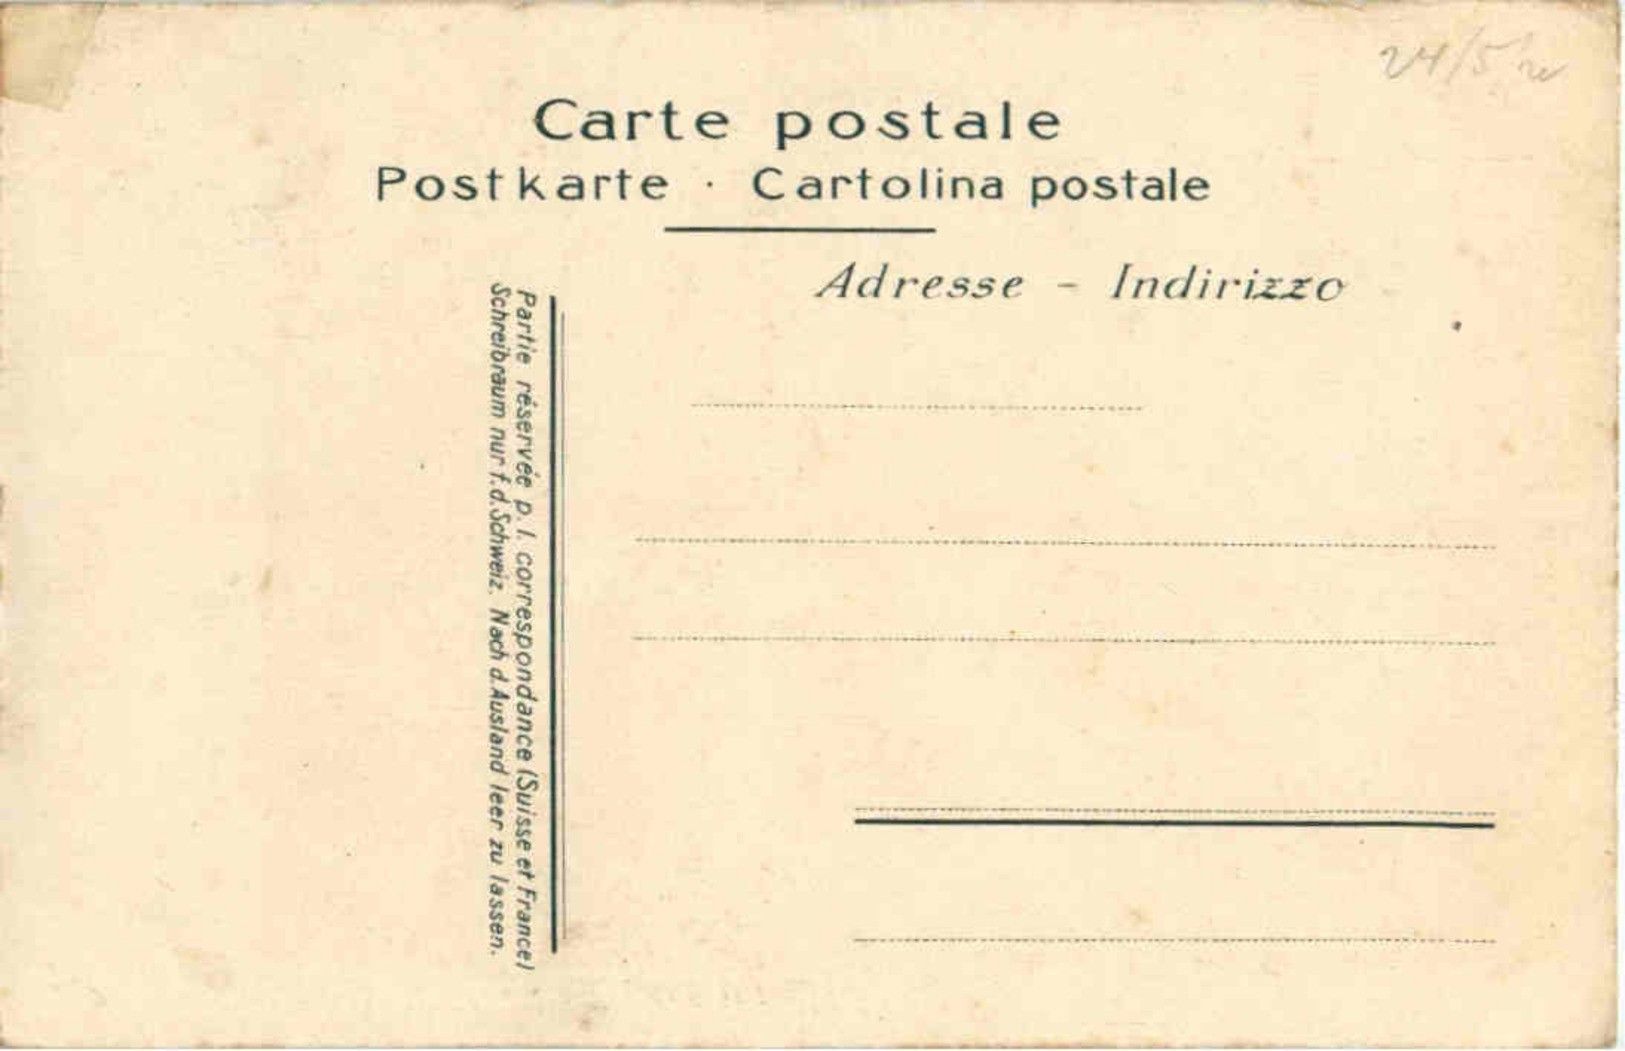 24/5
Carte postale
Postkarte · Cartolina postale
Adresse - Indirizzo
Partie réservée p. l. correspondance (Suisse et France)
Schreibraum nur f. d. Schweiz. Nach d. Ausland leer zu lassen.